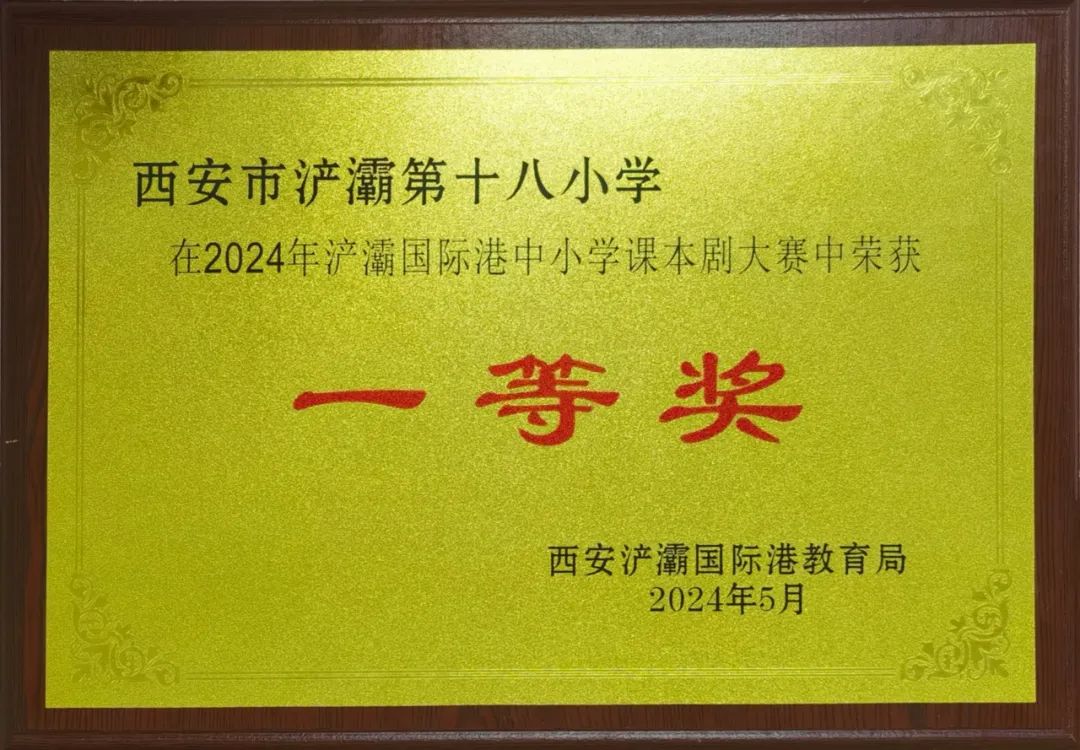 西安市浐灞第十八小学
在2024年浐灞国际港中小学课本剧大赛中荣获
一等奖
西安浐灞国际港教育局
2024年5月